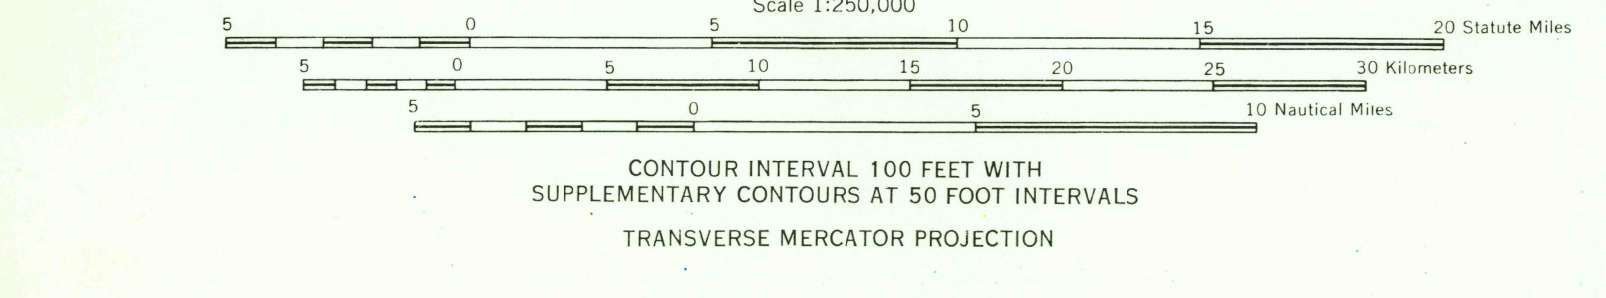 Scale 1:250,000
5 0 5 10 15 20 Statute Miles
5 0 5 10 15 20 25 30 Kilometers
5 0 5 10 Nautical Miles
CONTOUR INTERVAL 100 FEET WITH
SUPPLEMENTARY CONTOURS AT 50 FOOT INTERVALS
TRANSVERSE MERCATOR PROJECTION